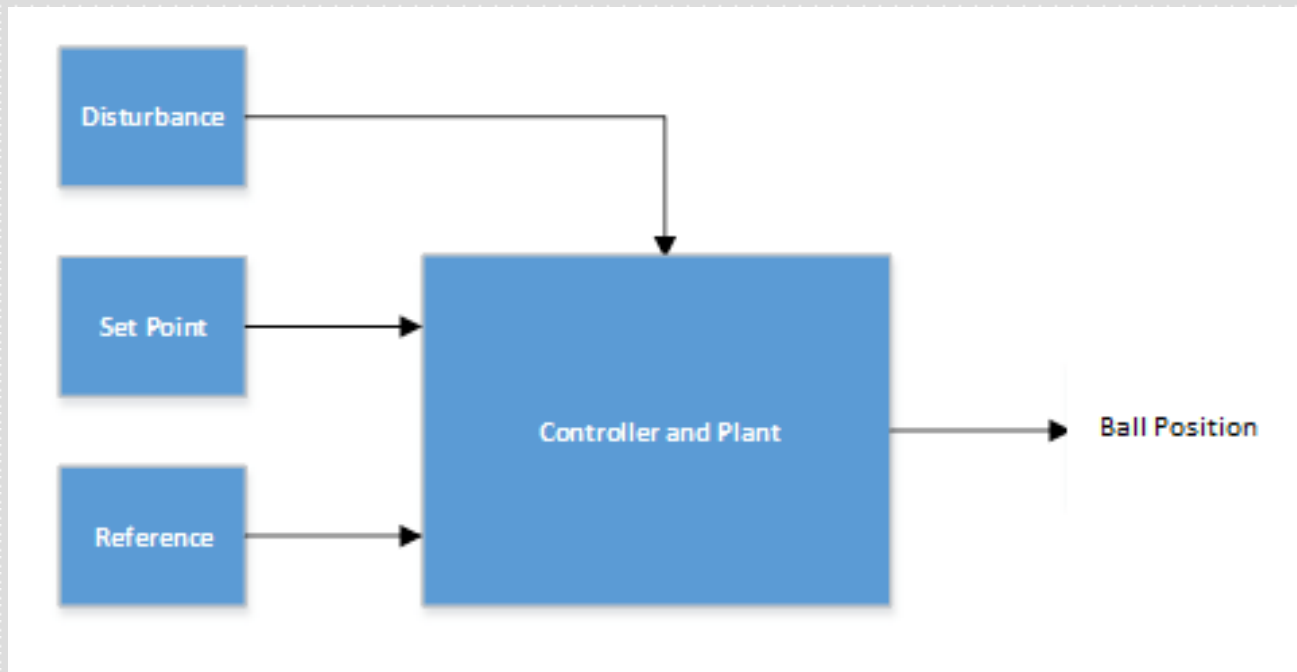 Disturbance
Set Point
Controller and Plant
Ball Position
Reference